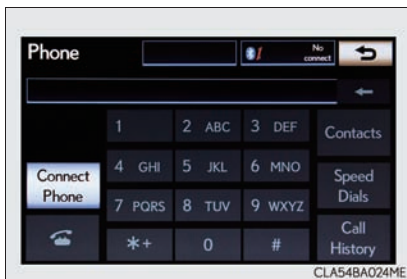 Phone
No
connect
1
2 ABC
3 DEF
Contacts
Connect
Phone
4 GHI
5 JKL
6 MNO
Speed
Dials
7 PQRS
8 TUV
9 WXYZ
*+
0
#
Call
History
CLA54BA024ME